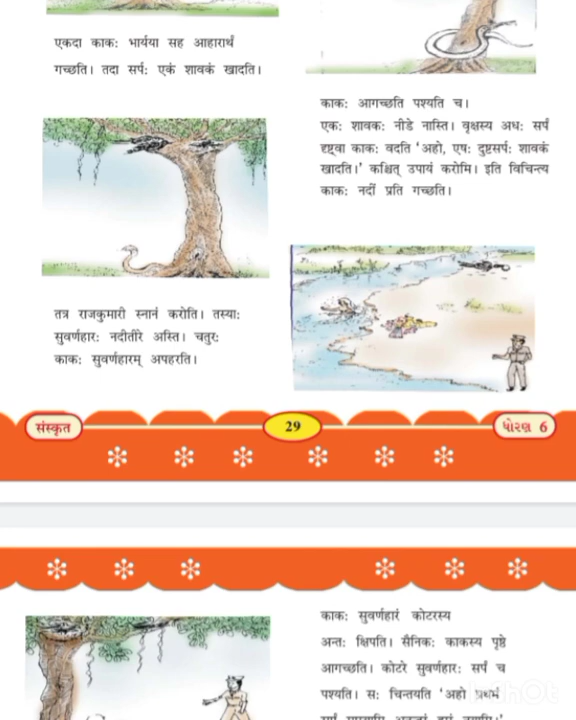 एकदा काकः भार्यया सह आहारार्थं
गच्छति। तदा सर्पः एकं शावकं खादति।
काकः आगच्छति पश्यति च।
एकः शावकः नीडे नास्ति। वृक्षस्य अधः सर्पं
दृष्ट्वा काकः वदति ‘अहो, एषः दुष्टसर्पः शावकं
खादति।’ कञ्चित् उपायं करोमि। इति विचिन्त्य
काकः नदीं प्रति गच्छति।
तत्र राजकुमारी स्नानं करोति। तस्याः
सुवर्णहारः नदीतीरे अस्ति। चतुरः
काकः सुवर्णहारम् अपहरति।
સંસ્કૃત 29 ધોરણ 6
काकः सुवर्णहारं कोटरस्य
अन्तः क्षिपति। सैनिकः काकस्य पृष्ठे
आगच्छति। कोटरे सुवर्णहारः सर्पं च
पश्यति। सः चिन्तयति ‘अहो प्रथमं